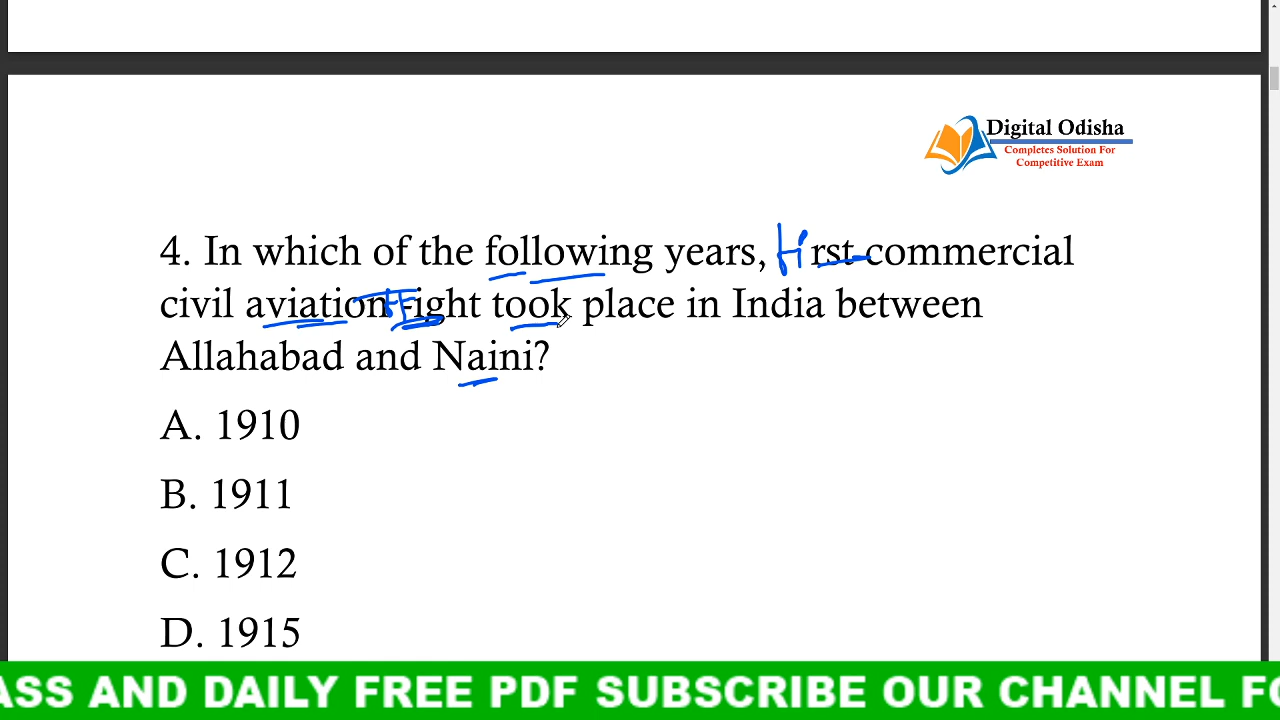 Digital Odisha
Completes Solution For
Competitive Exam
4. In which of the following years, first commercial
civil aviation flight took place in India between
Allahabad and Naini?
A. 1910
B. 1911
C. 1912
D. 1915
ASS AND DAILY FREE PDF SUBSCRIBE OUR CHANNEL FO